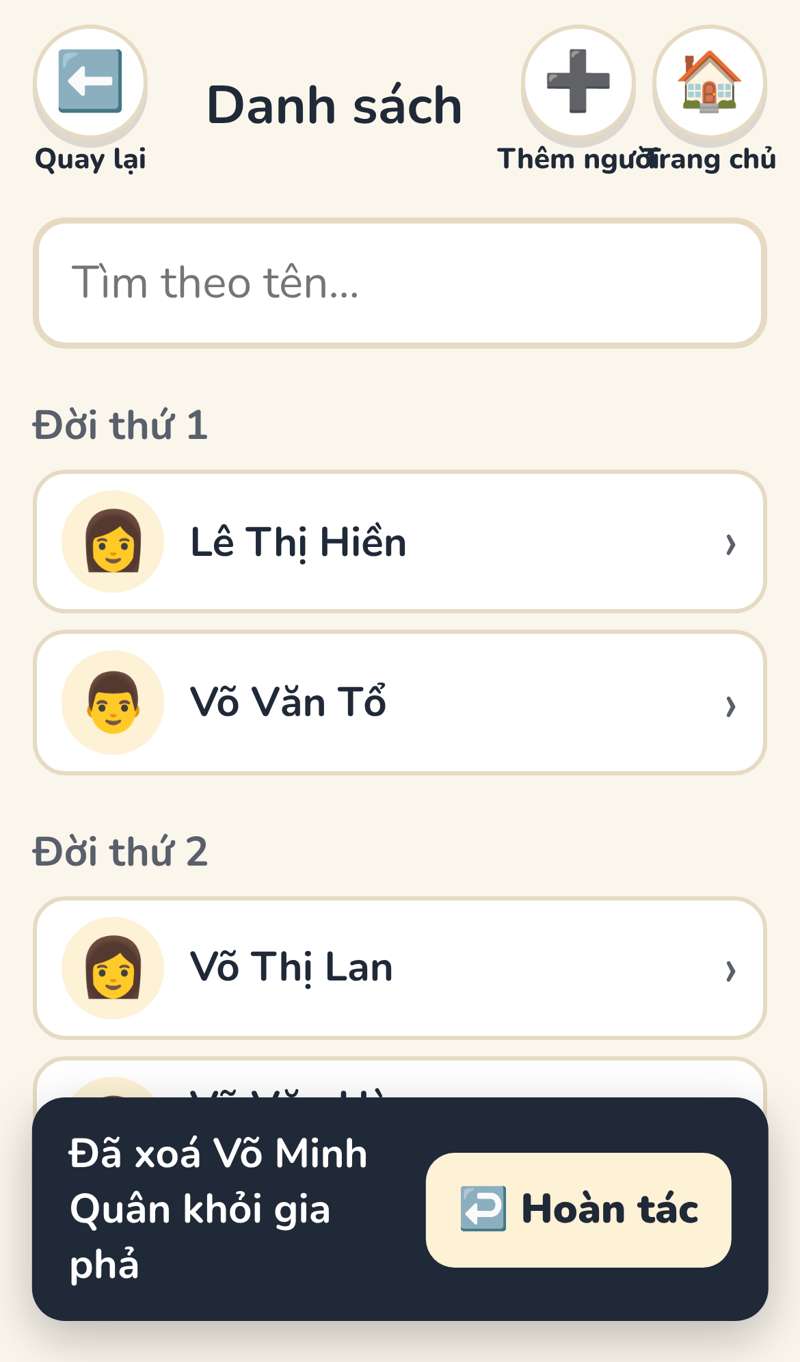 Danh sách
Quay lại
Thêm người
Trang chủ
Tìm theo tên...
Đời thứ 1
Lê Thị Hiền
Võ Văn Tổ
Đời thứ 2
Võ Thị Lan
Đã xoá Võ Minh
Quân khỏi gia
phả
Hoàn tác